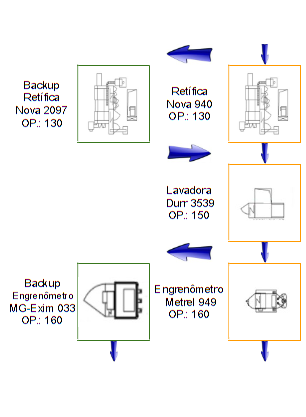 Backup
Retífica
Nova 2097
OP.: 130
Retífica
Nova 940
OP.: 130
Lavadora
Durr 3539
OP.: 150
Backup
Engrenômetro
MG-Exim 033
OP.: 160
Engrenômetro
Metrel 949
OP.: 160